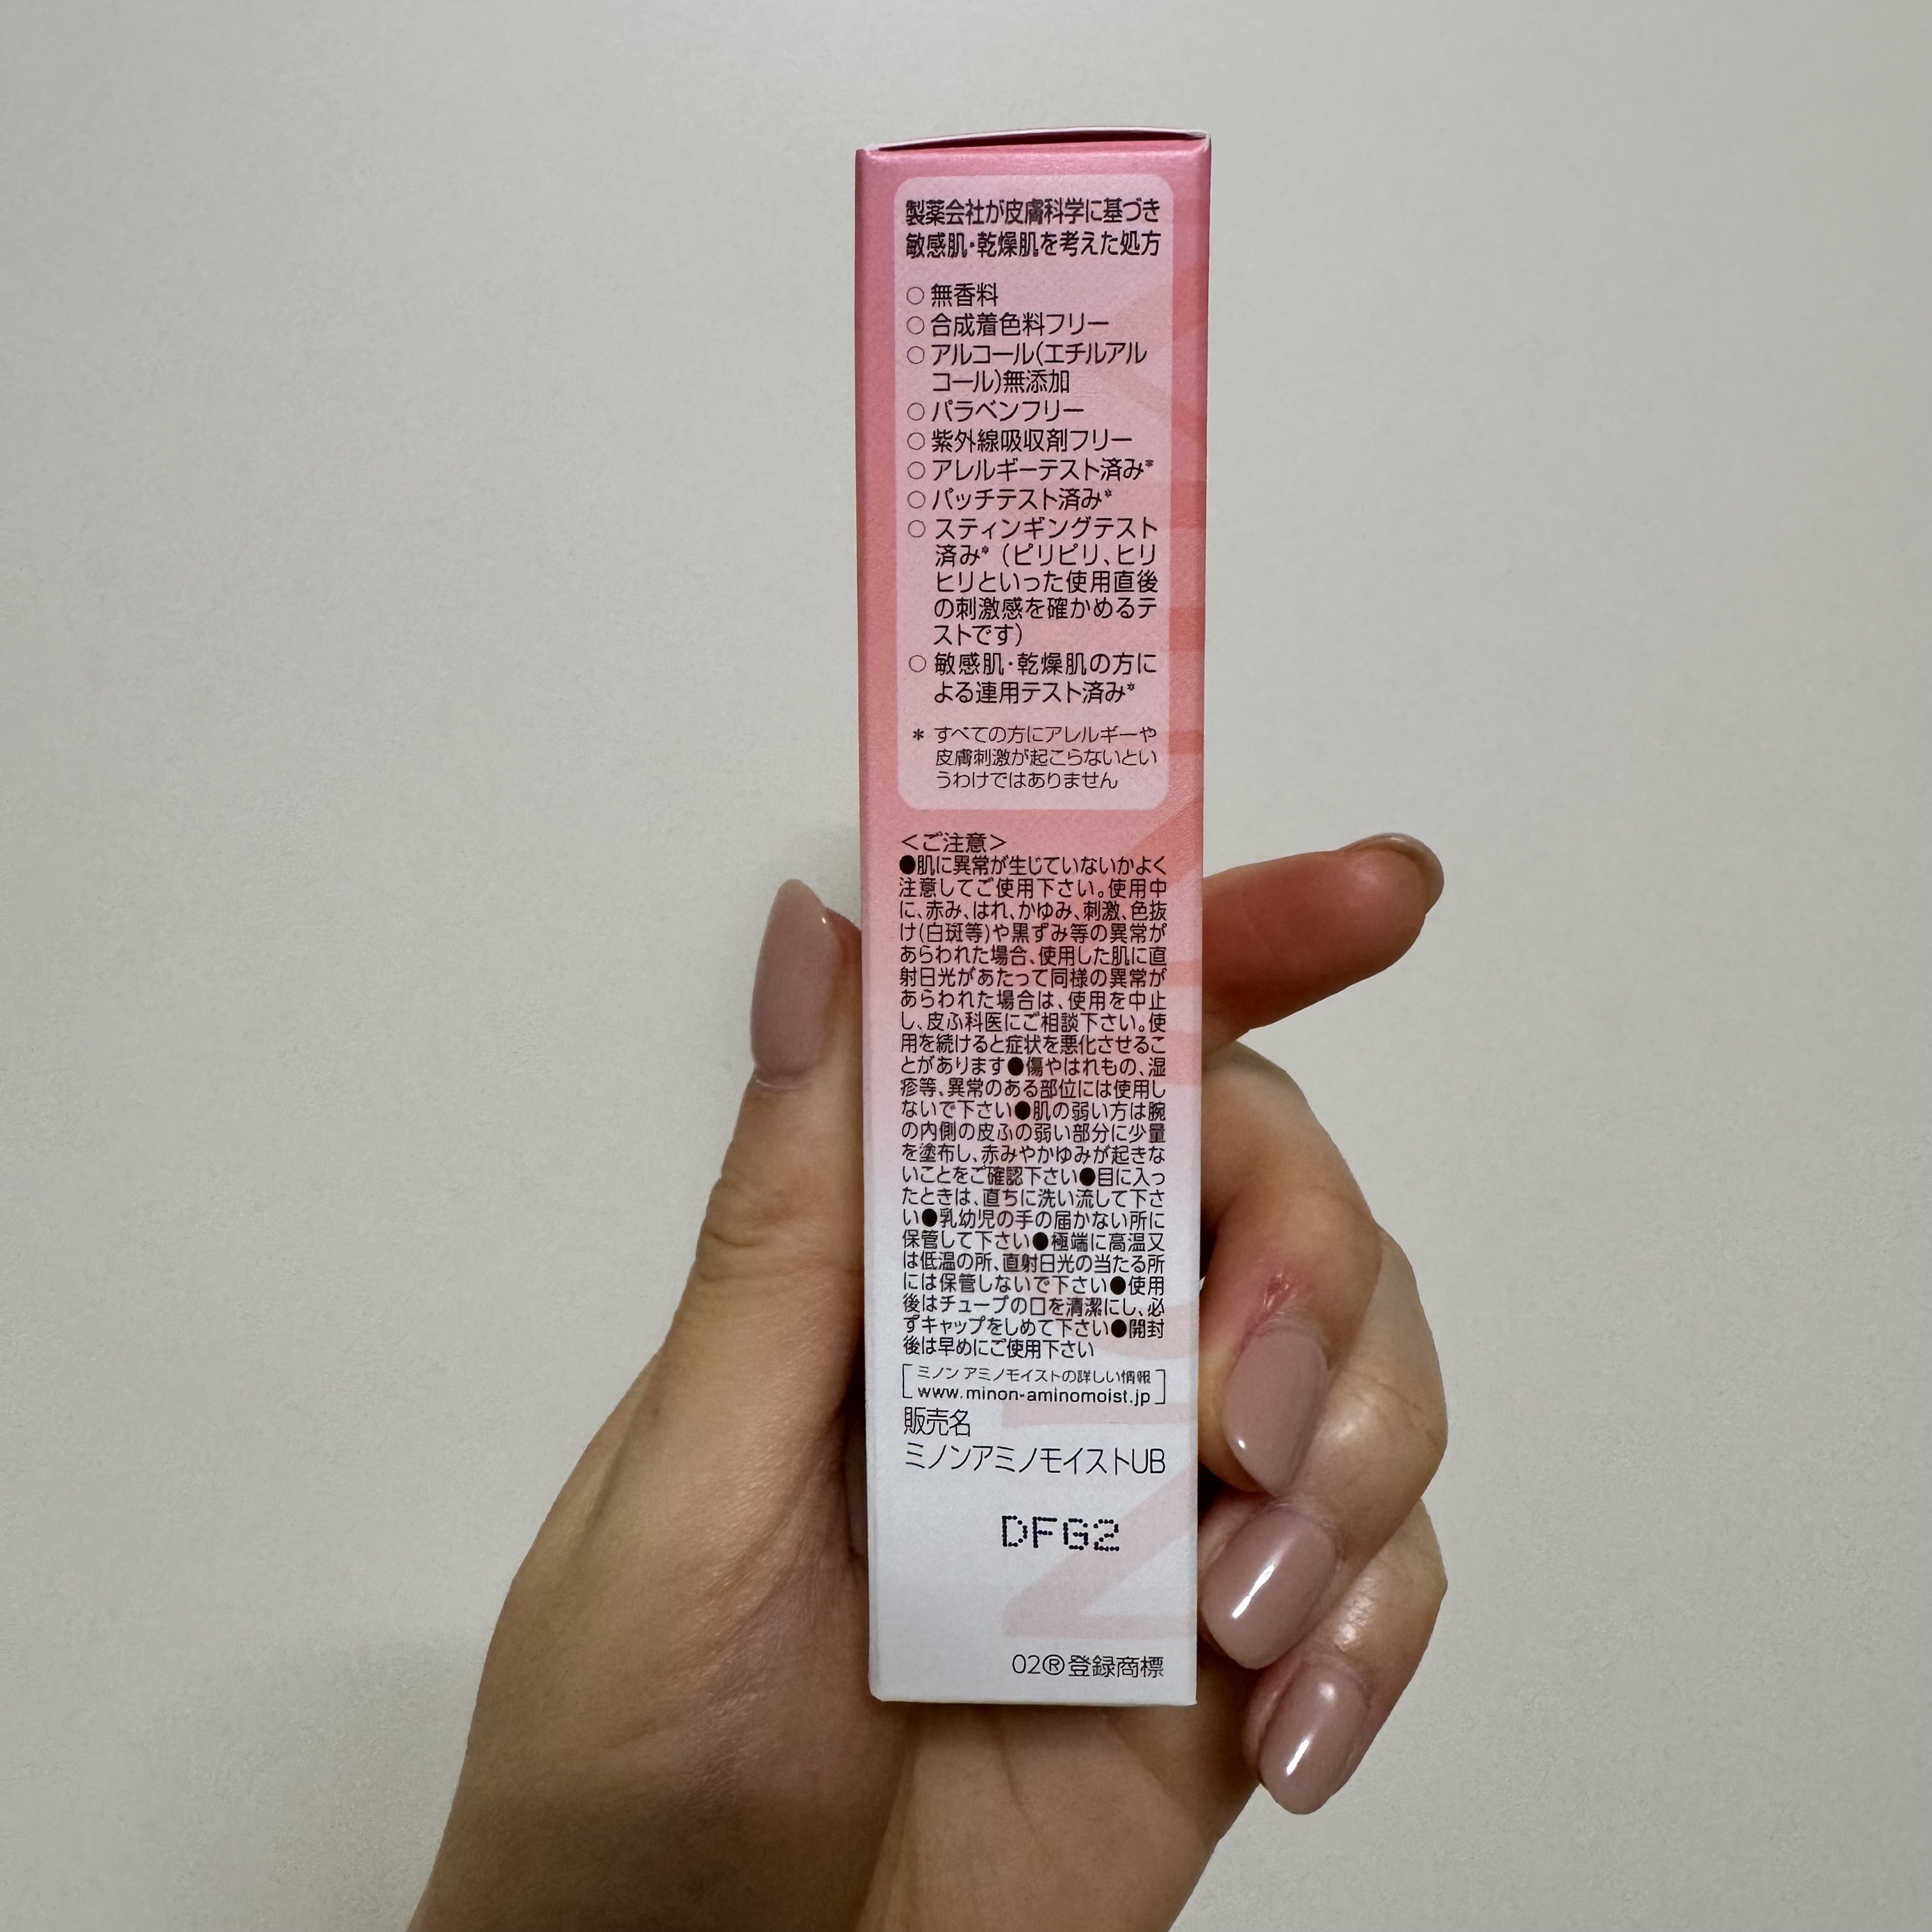 製薬会社が皮膚科学に基づき
敏感肌・乾燥肌を考えた処方
○ 無香料
○ 合成着色料フリー
○ アルコール(エチルアル
コール)無添加
○ パラベンフリー
○ 紫外線吸収剤フリー
○ アレルギーテスト済み*
○ パッチテスト済み*
○ スティンギングテスト
済み*（ピリピリ、ヒリ
ヒリといった使用直後
の刺激感を確かめるテ
ストです）
○ 敏感肌・乾燥肌の方に
よる連用テスト済み*
* すべての方にアレルギーや
皮膚刺激が起こらないとい
うわけではありません
＜ご注意＞
●肌に異常が生じていないかよく
注意してご使用下さい。使用中
に、赤み、はれ、かゆみ、刺激、色抜
け(白斑等)や黒ずみ等の異常が
あらわれた場合、使用した肌に直
射日光があたって同様の異常が
あらわれた場合は、使用を中止
し、皮ふ科医にご相談下さい。使
用を続けると症状を悪化させるこ
とがあります●傷やはれもの、湿
疹等、異常のある部位には使用し
ないで下さい●肌の弱い方は腕
の内側の皮ふの弱い部分に少量
を塗布し、赤みやかゆみが起きな
いことをご確認下さい●目に入っ
たときは、直ちに洗い流して下さ
い●乳幼児の手の届かない所に
保管して下さい●極端に高温又
は低温の所、直射日光の当たる所
には保管しないで下さい●使用
後はチューブの口を清潔にし、必
ずキャップをしめて下さい●開封
後は早めにご使用下さい
ミノン アミノモイストの詳しい情報
www.minon-aminomoist.jp
販売名
ミノンアミノモイストUB
DFG2
02®登録商標